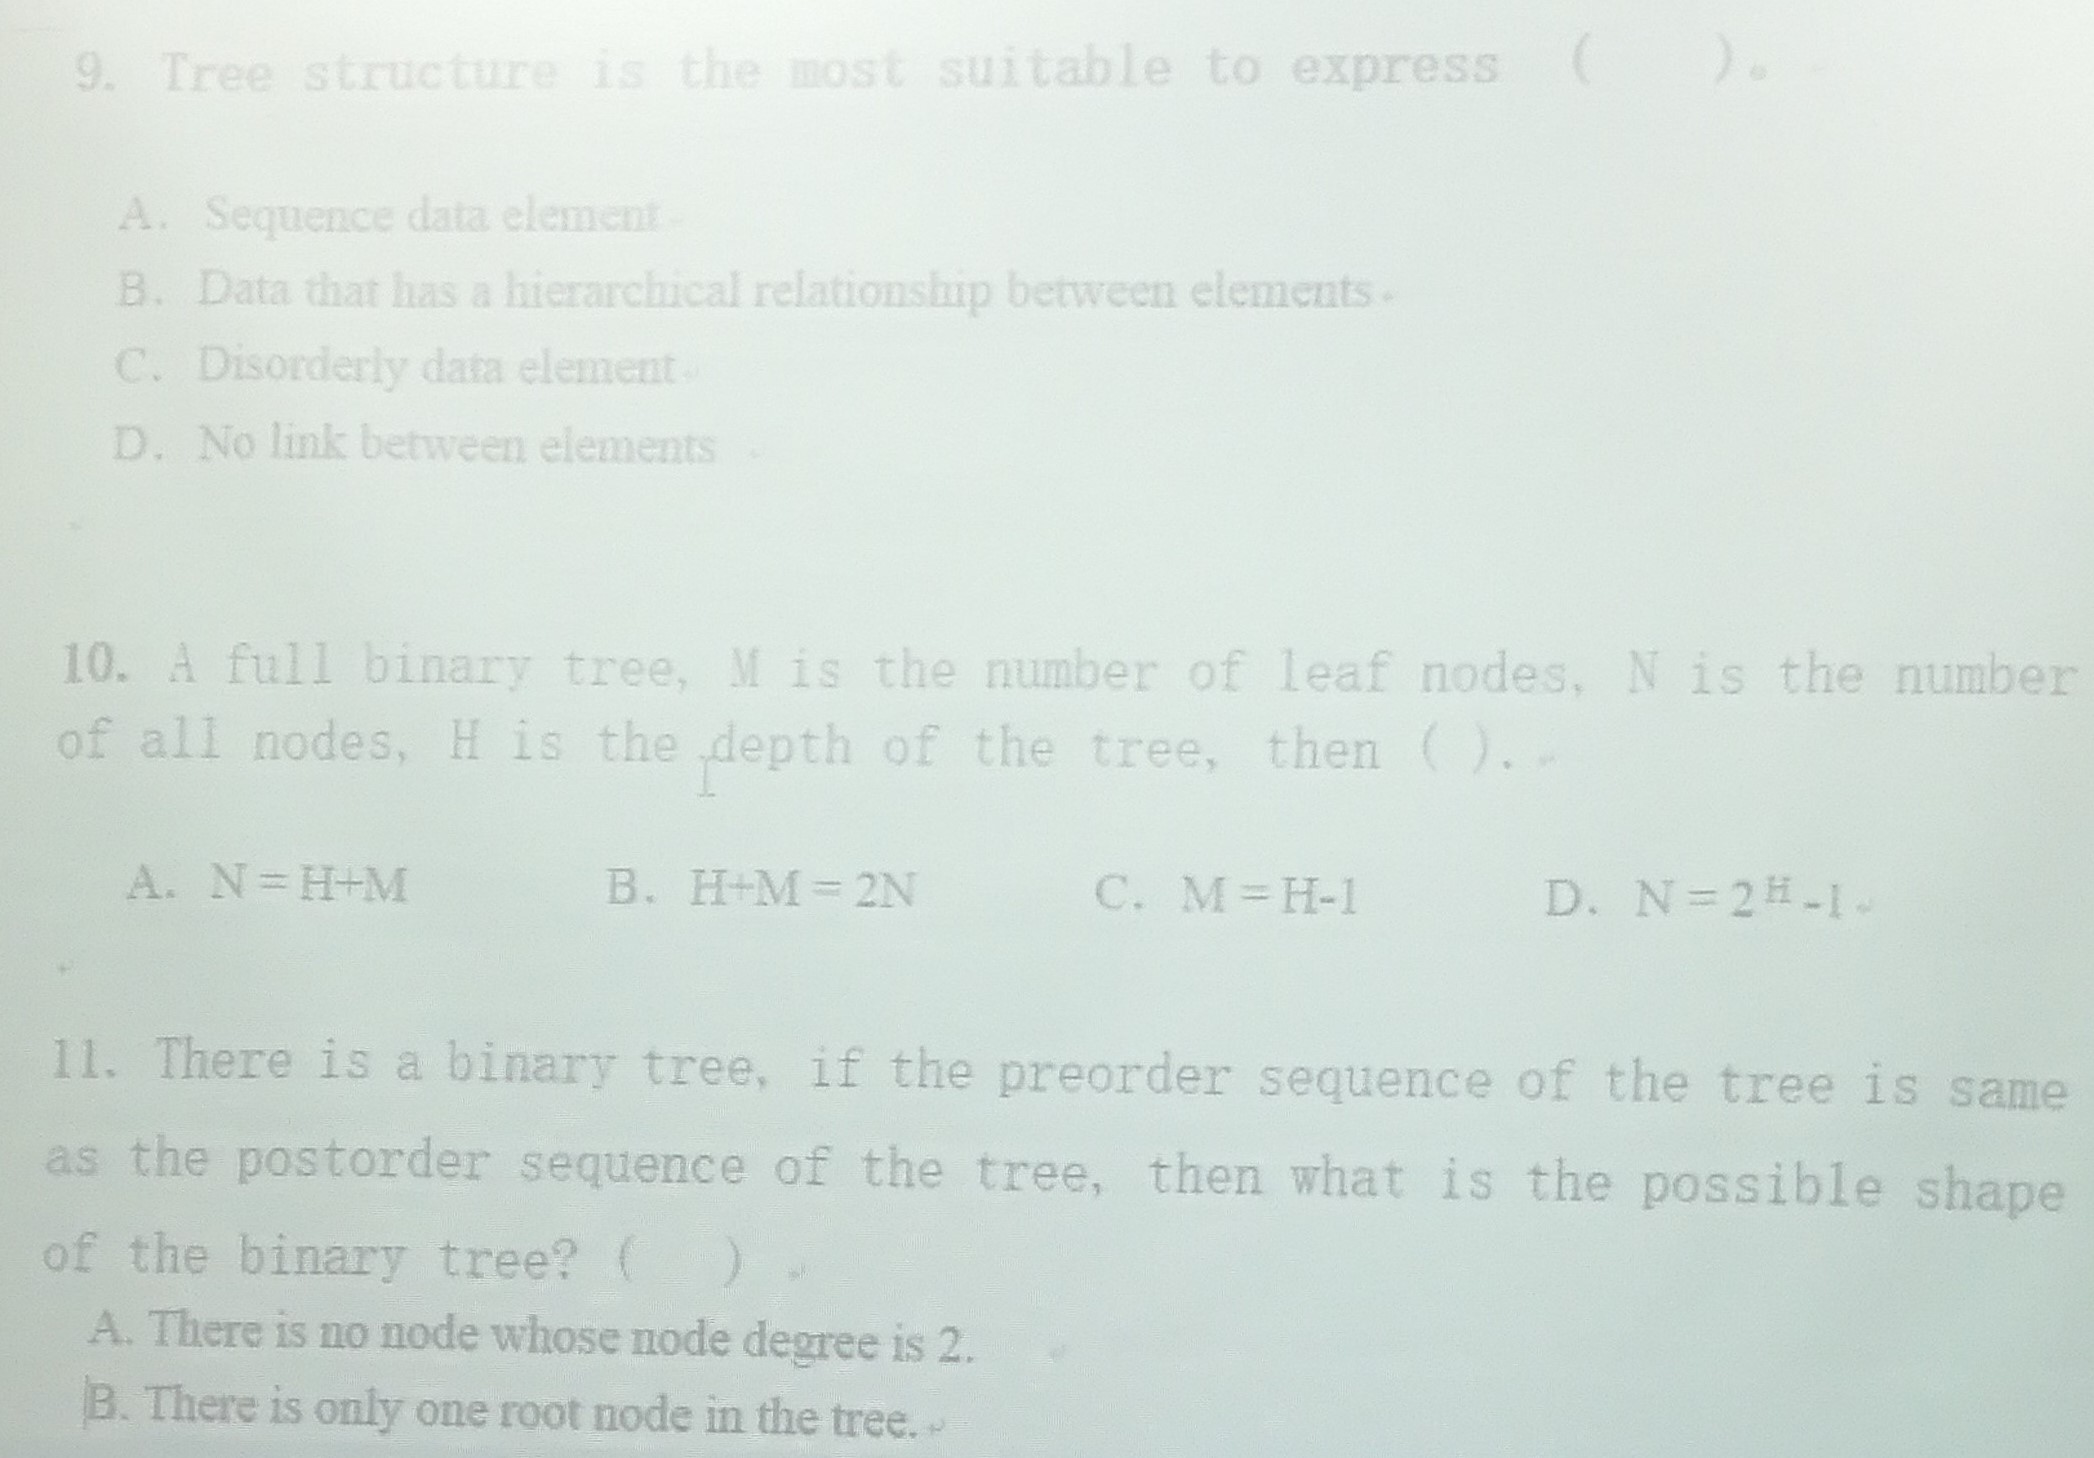 9. Tree structure is the most suitable to express (    )。
A. Sequence data element
B. Data that has a hierarchical relationship between elements
C. Disorderly data element
D. No link between elements
10. A full binary tree, M is the number of leaf nodes, N is the number
of all nodes, H is the depth of the tree, then ( ).
A. N=H+M B. H+M=2N C. M=H-1 D. N=2ᴴ-1
11. There is a binary tree, if the preorder sequence of the tree is same
as the postorder sequence of the tree, then what is the possible shape
of the binary tree? (    )
A. There is no node whose node degree is 2.
B. There is only one root node in the tree.